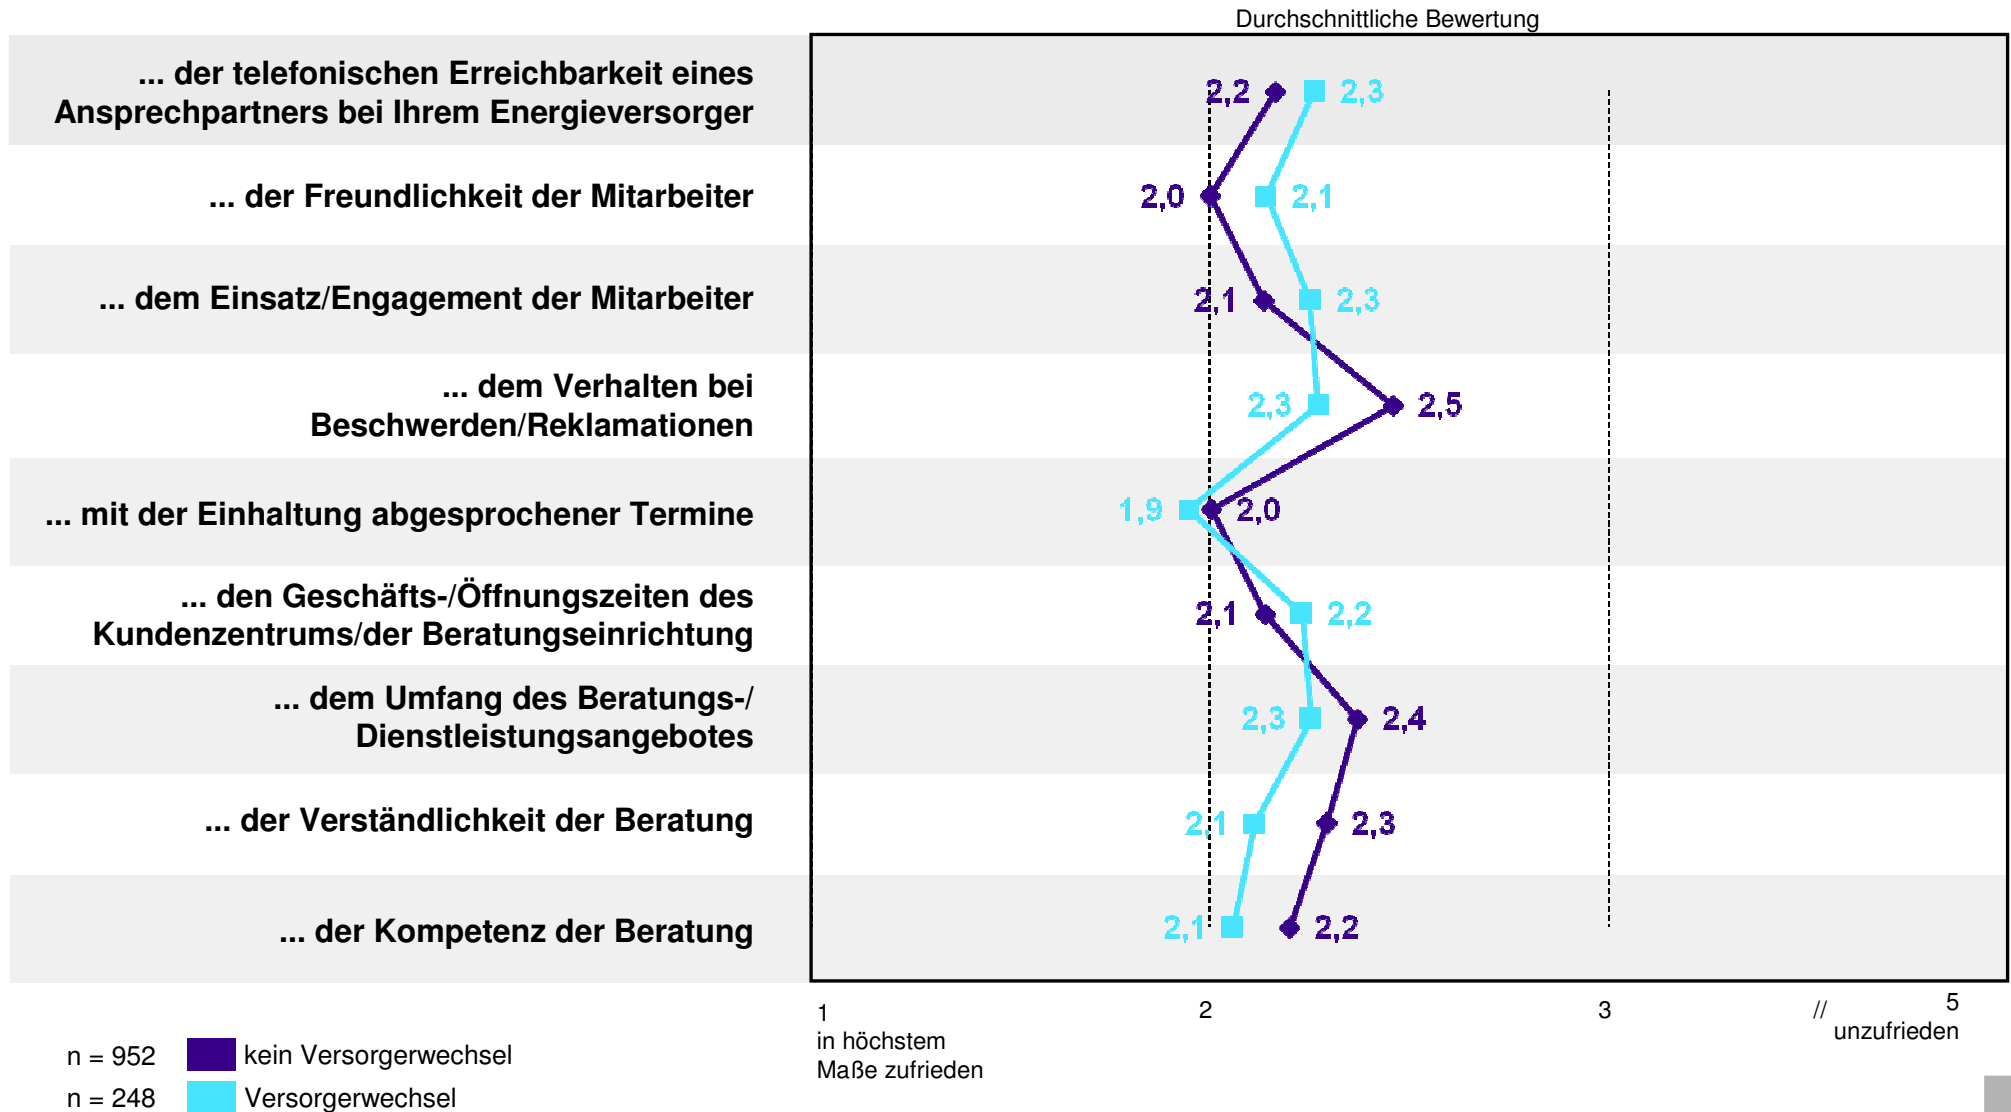 Durchschnittliche Bewertung
... der telefonischen Erreichbarkeit eines
Ansprechpartners bei Ihrem Energieversorger
2,2
2,3
... der Freundlichkeit der Mitarbeiter
2,0
2,1
... dem Einsatz/Engagement der Mitarbeiter
2,1
2,3
... dem Verhalten bei
Beschwerden/Reklamationen
2,3
2,5
... mit der Einhaltung abgesprochener Termine
1,9
2,0
... den Geschäfts-/Öffnungszeiten des
Kundenzentrums/der Beratungseinrichtung
2,1
2,2
... dem Umfang des Beratungs-/
Dienstleistungsangebotes
2,3
2,4
... der Verständlichkeit der Beratung
2,1
2,3
... der Kompetenz der Beratung
2,1
2,2
1
in höchstem
Maße zufrieden
2
3
//
5
unzufrieden
n = 952 kein Versorgerwechsel
n = 248 Versorgerwechsel